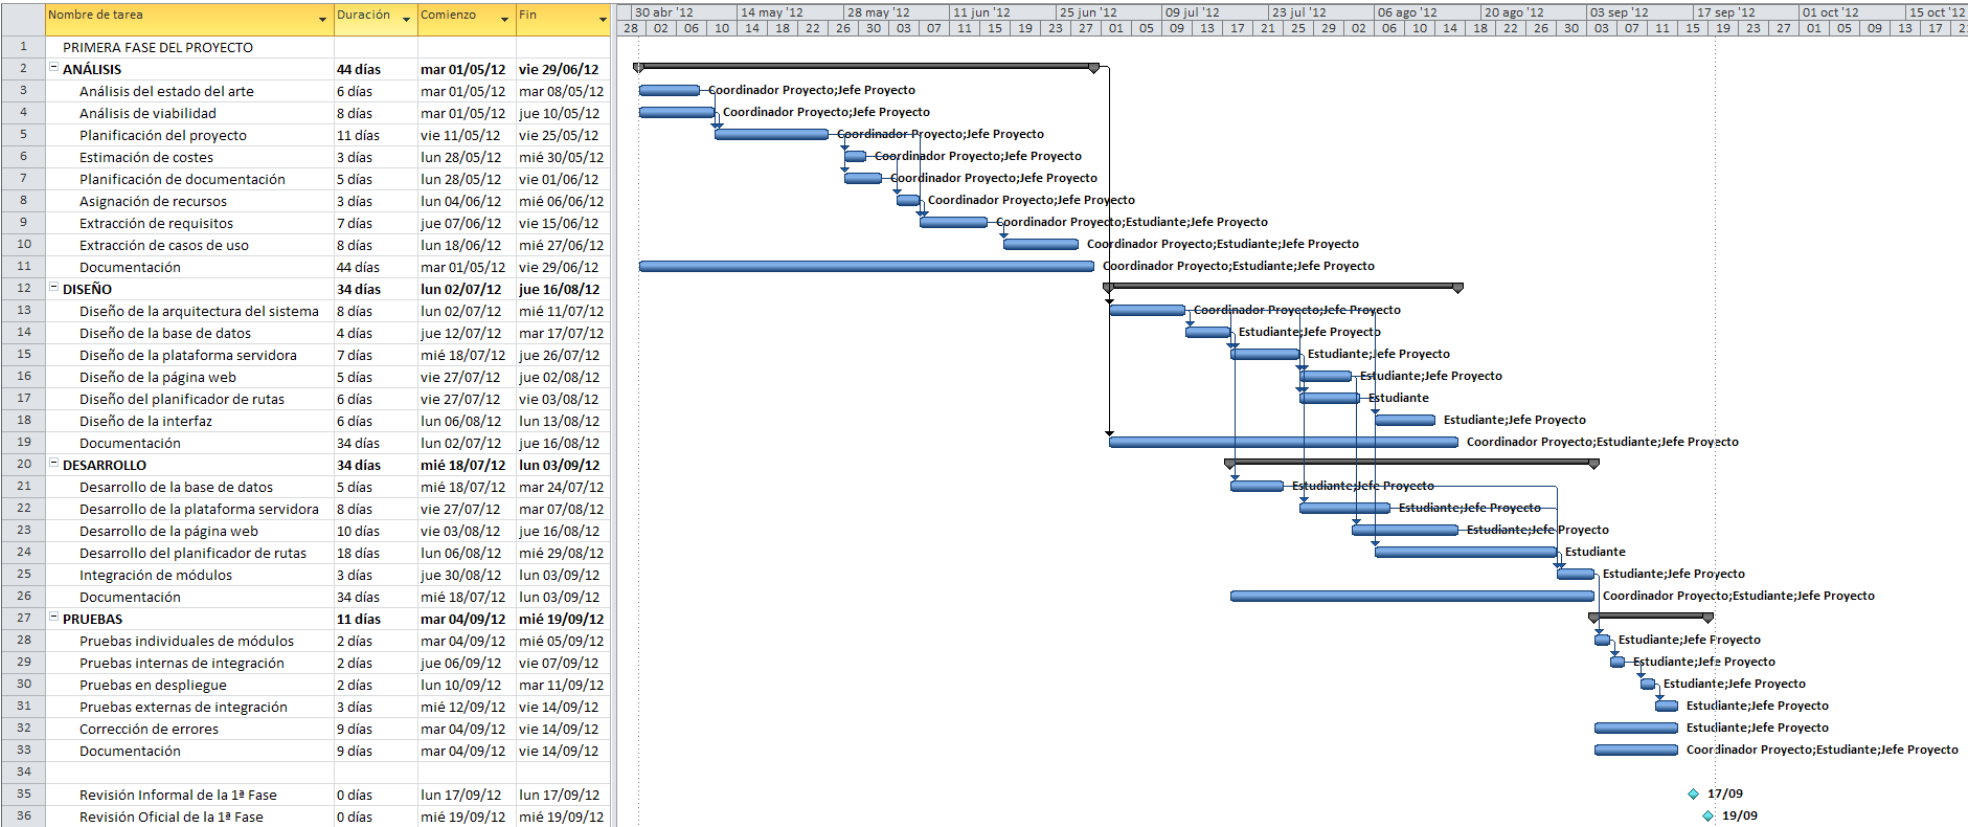 Nombre de tarea Duración Comienzo Fin
30 abr '12 14 may '12 28 may '12 11 jun '12 25 jun '12 09 jul '12 23 jul '12 06 ago '12 20 ago '12 03 sep '12 17 sep '12 01 oct '12 15 oct '12
28 02 06 10 14 18 22 26 30 03 07 11 15 19 23 27 01 05 09 13 17 21 25 29 02 06 10 14 18 22 26 30 03 07 11 15 19 23 27 01 05 09 13 17
1 PRIMERA FASE DEL PROYECTO
2 ANÁLISIS 44 días mar 01/05/12 vie 29/06/12
3 Análisis del estado del arte 6 días mar 01/05/12 mar 08/05/12 Coordinador Proyecto;Jefe Proyecto
4 Análisis de viabilidad 8 días mar 01/05/12 jue 10/05/12 Coordinador Proyecto;Jefe Proyecto
5 Planificación del proyecto 11 días vie 11/05/12 vie 25/05/12 Coordinador Proyecto;Jefe Proyecto
6 Estimación de costes 3 días lun 28/05/12 mié 30/05/12 Coordinador Proyecto;Jefe Proyecto
7 Planificación de documentación 5 días lun 28/05/12 vie 01/06/12 Coordinador Proyecto;Jefe Proyecto
8 Asignación de recursos 3 días lun 04/06/12 mié 06/06/12 Coordinador Proyecto;Jefe Proyecto
9 Extracción de requisitos 7 días jue 07/06/12 vie 15/06/12 Coordinador Proyecto;Estudiante;Jefe Proyecto
10 Extracción de casos de uso 8 días lun 18/06/12 mié 27/06/12 Coordinador Proyecto;Estudiante;Jefe Proyecto
11 Documentación 44 días mar 01/05/12 vie 29/06/12 Coordinador Proyecto;Estudiante;Jefe Proyecto
12 DISEÑO 34 días lun 02/07/12 jue 16/08/12
13 Diseño de la arquitectura del sistema 8 días lun 02/07/12 mié 11/07/12 Coordinador Proyecto;Jefe Proyecto
14 Diseño de la base de datos 4 días jue 12/07/12 mar 17/07/12 Estudiante;Jefe Proyecto
15 Diseño de la plataforma servidora 7 días mié 18/07/12 jue 26/07/12 Estudiante;Jefe Proyecto
16 Diseño de la página web 5 días vie 27/07/12 jue 02/08/12 Estudiante;Jefe Proyecto
17 Diseño del planificador de rutas 6 días vie 27/07/12 vie 03/08/12 Estudiante
18 Diseño de la interfaz 6 días lun 06/08/12 lun 13/08/12 Estudiante;Jefe Proyecto
19 Documentación 34 días lun 02/07/12 jue 16/08/12 Coordinador Proyecto;Estudiante;Jefe Proyecto
20 DESARROLLO 34 días mié 18/07/12 lun 03/09/12
21 Desarrollo de la base de datos 5 días mié 18/07/12 mar 24/07/12 Estudiante;Jefe Proyecto
22 Desarrollo de la plataforma servidora 8 días vie 27/07/12 mar 07/08/12 Estudiante;Jefe Proyecto
23 Desarrollo de la página web 10 días vie 03/08/12 jue 16/08/12 Estudiante;Jefe Proyecto
24 Desarrollo del planificador de rutas 18 días lun 06/08/12 mié 29/08/12 Estudiante
25 Integración de módulos 3 días jue 30/08/12 lun 03/09/12 Estudiante;Jefe Proyecto
26 Documentación 34 días mié 18/07/12 lun 03/09/12 Coordinador Proyecto;Estudiante;Jefe Proyecto
27 PRUEBAS 11 días mar 04/09/12 mié 19/09/12
28 Pruebas individuales de módulos 2 días mar 04/09/12 mié 05/09/12 Estudiante;Jefe Proyecto
29 Pruebas internas de integración 2 días jue 06/09/12 vie 07/09/12 Estudiante;Jefe Proyecto
30 Pruebas en despliegue 2 días lun 10/09/12 mar 11/09/12 Estudiante;Jefe Proyecto
31 Pruebas externas de integración 3 días mié 12/09/12 vie 14/09/12 Estudiante;Jefe Proyecto
32 Corrección de errores 9 días mar 04/09/12 vie 14/09/12 Estudiante;Jefe Proyecto
33 Documentación 9 días mar 04/09/12 vie 14/09/12 Coordinador Proyecto;Estudiante;Jefe Proyecto
34
35 Revisión Informal de la 1ª Fase 0 días lun 17/09/12 lun 17/09/12 17/09
36 Revisión Oficial de la 1ª Fase 0 días mié 19/09/12 mié 19/09/12 19/09